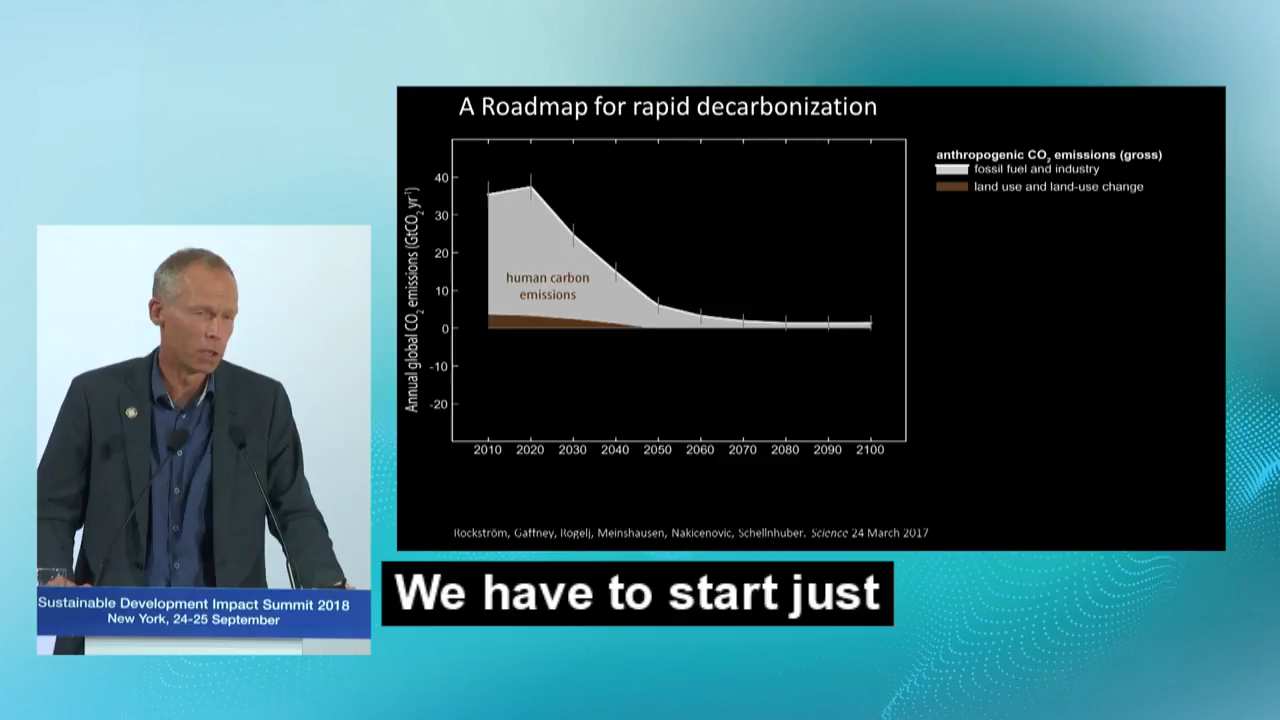 A Roadmap for rapid decarbonization
anthropogenic CO₂ emissions (gross)
fossil fuel and industry
land use and land-use change
Annual global CO₂ emissions (GtCO₂ yr⁻¹)
40
30
20
10
0
-10
-20
human carbon
emissions
2010 2020 2030 2040 2050 2060 2070 2080 2090 2100
Rockström, Gaffney, Rogelj, Meinshausen, Nakicenovic, Schellnhuber. Science 24 March 2017
Sustainable Development Impact Summit 2018
New York, 24-25 September
We have to start just